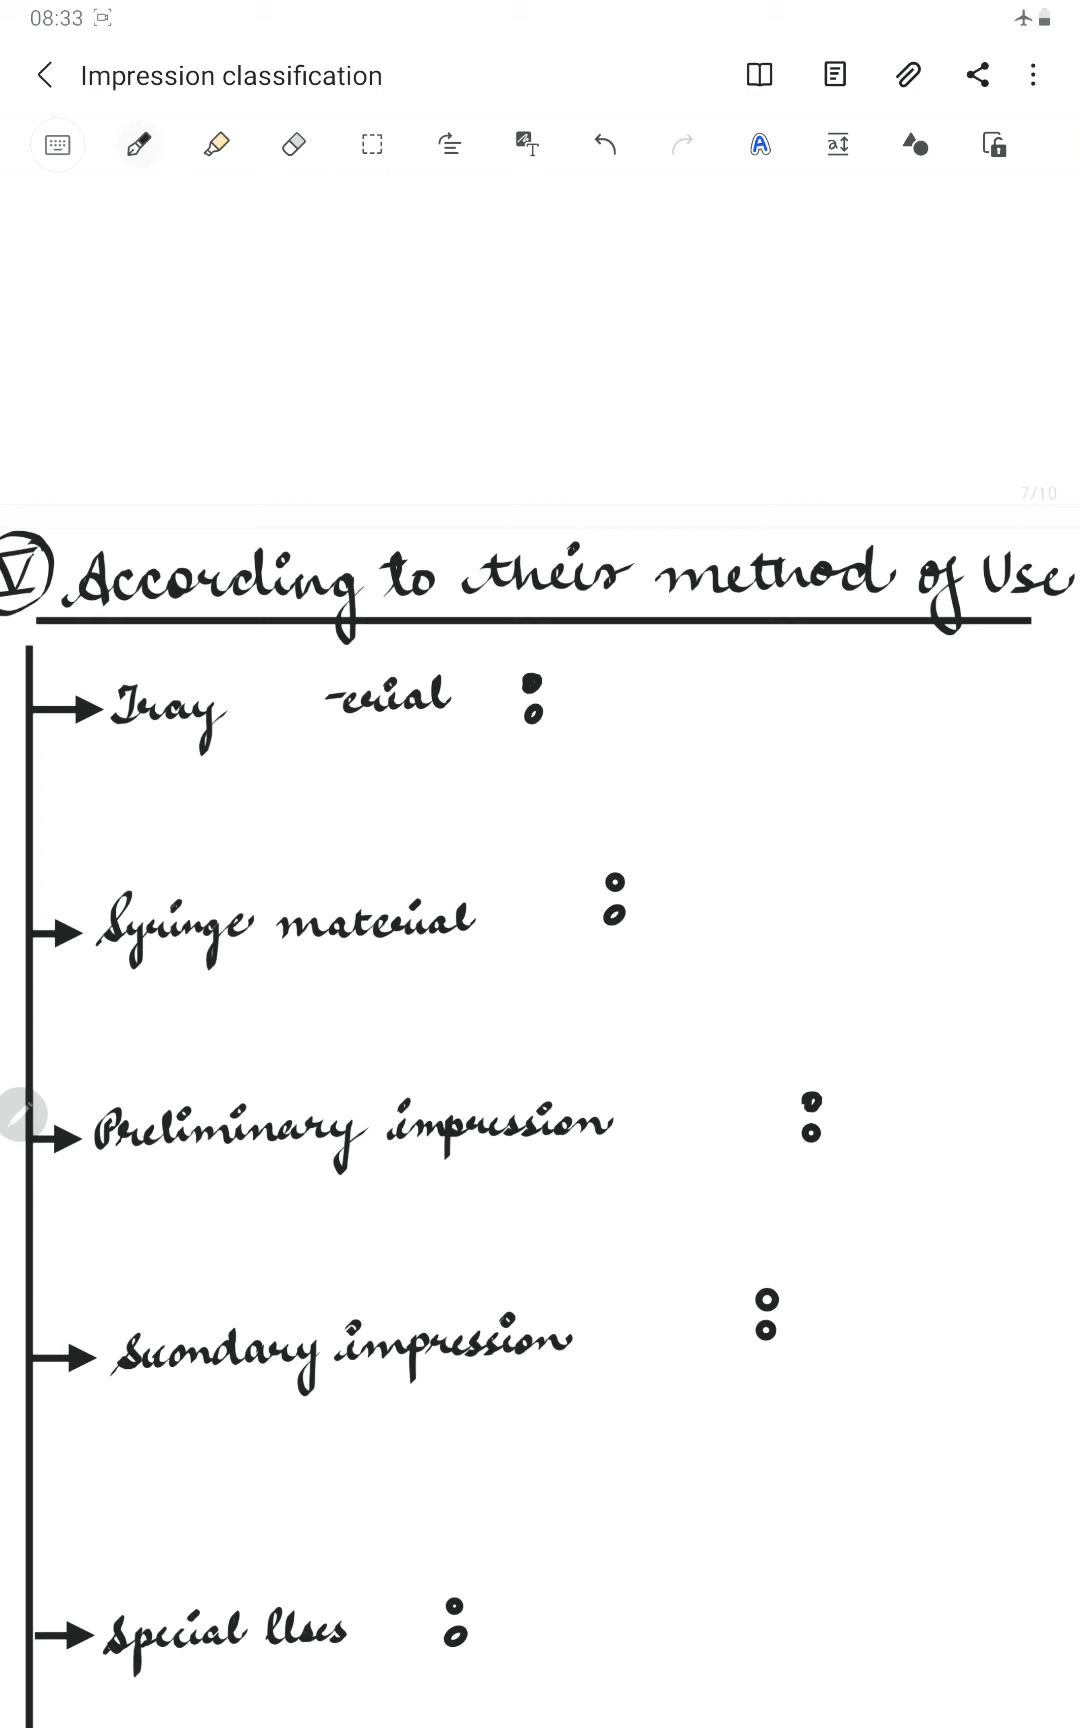 08:33
Impression classification
7/10
V According to their method of Use
Tray -erial :
Syringe material :
Preliminary impression :
Secondary impression :
Special Uses :